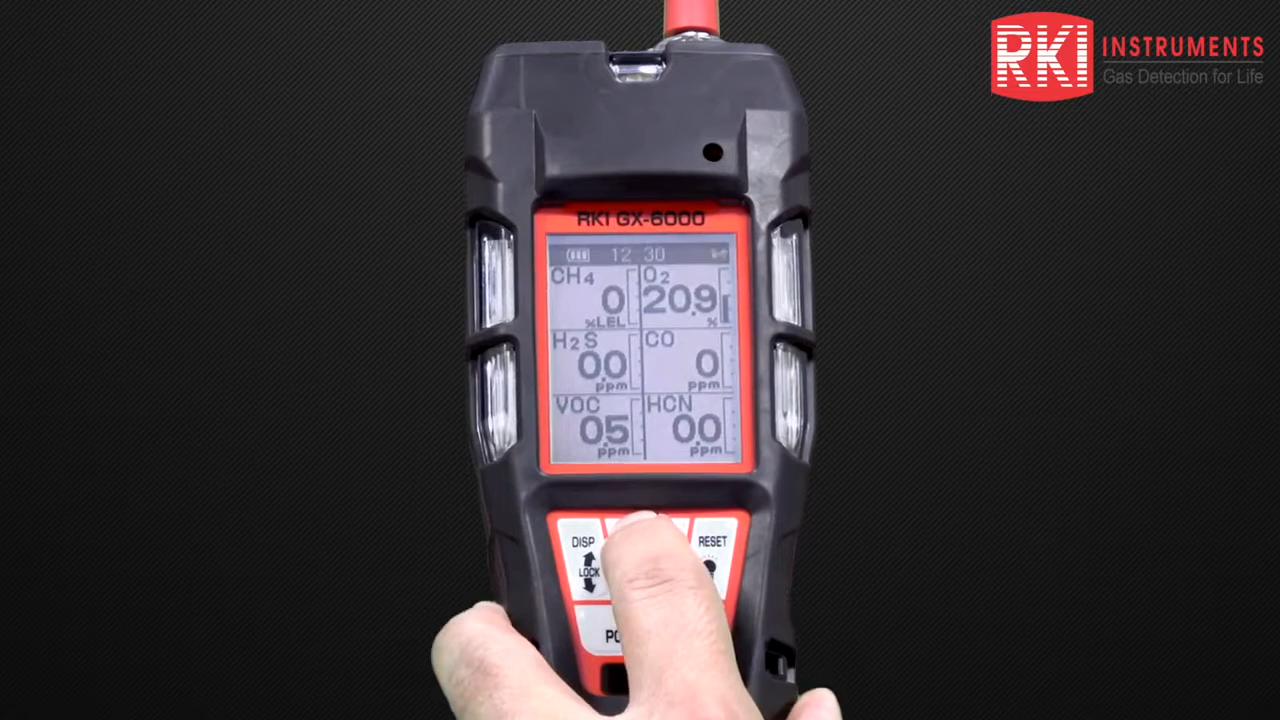 RKI INSTRUMENTS
Gas Detection for Life
RKI GX-6000
12 30
CH4 O2
0 20.9
%LEL %
H2S CO
0.0 0
ppm ppm
VOC HCN
0.5 0.0
ppm ppm
DISP RESET
LOCK